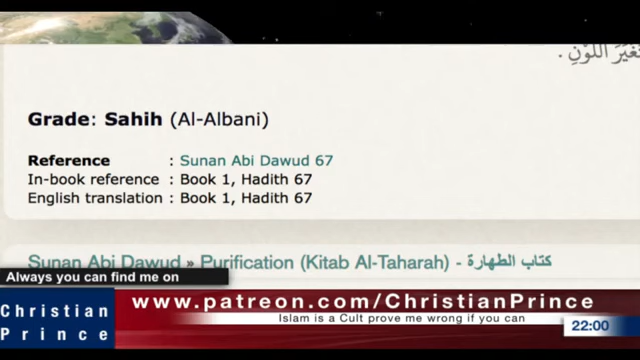 تغير اللون .
Grade: Sahih (Al-Albani)
Reference : Sunan Abi Dawud 67
In-book reference : Book 1, Hadith 67
English translation : Book 1, Hadith 67
Sunan Abi Dawud » Purification (Kitab Al-Taharah) - كتاب الطهارة
Always you can find me on
Christian Prince
www.patreon.com/ChristianPrince
Islam is a Cult prove me wrong if you can
22:00